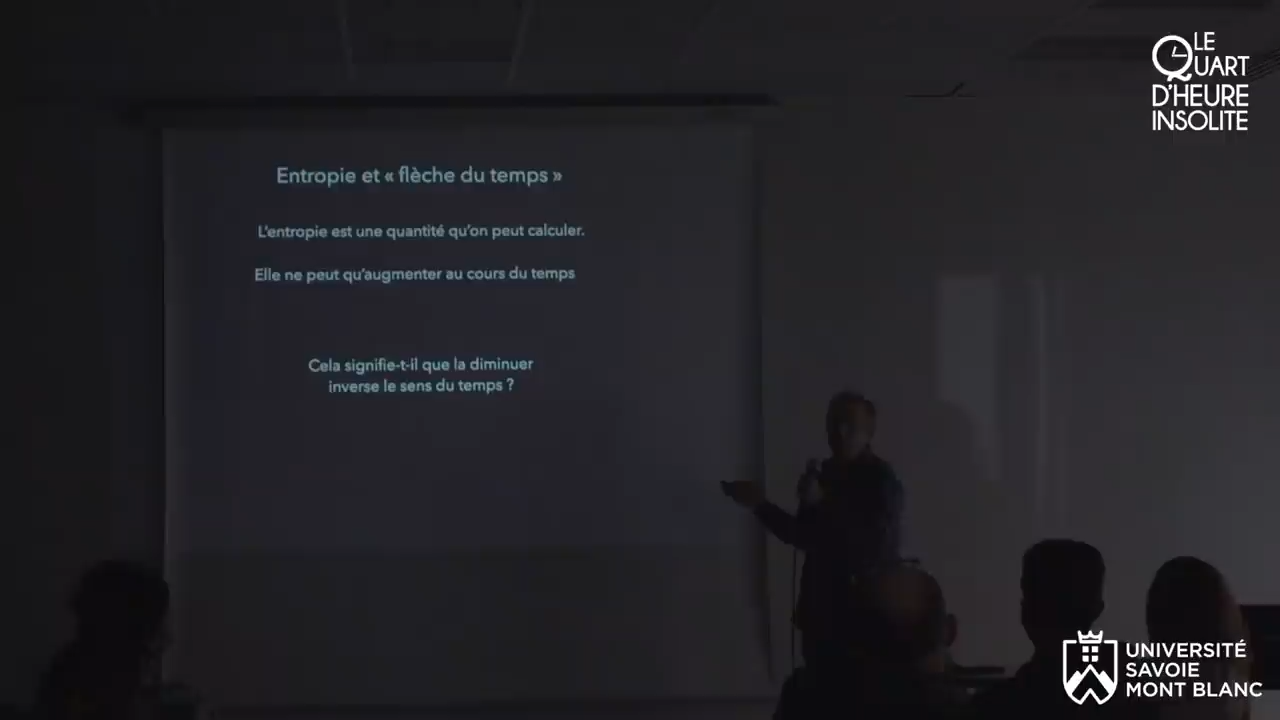 LE
QUART
D'HEURE
INSOLITE
Entropie et « flèche du temps »
L'entropie est une quantité qu'on peut calculer.
Elle ne peut qu'augmenter au cours du temps
Cela signifie-t-il que la diminuer
inverse le sens du temps ?
UNIVERSITÉ
SAVOIE
MONT BLANC